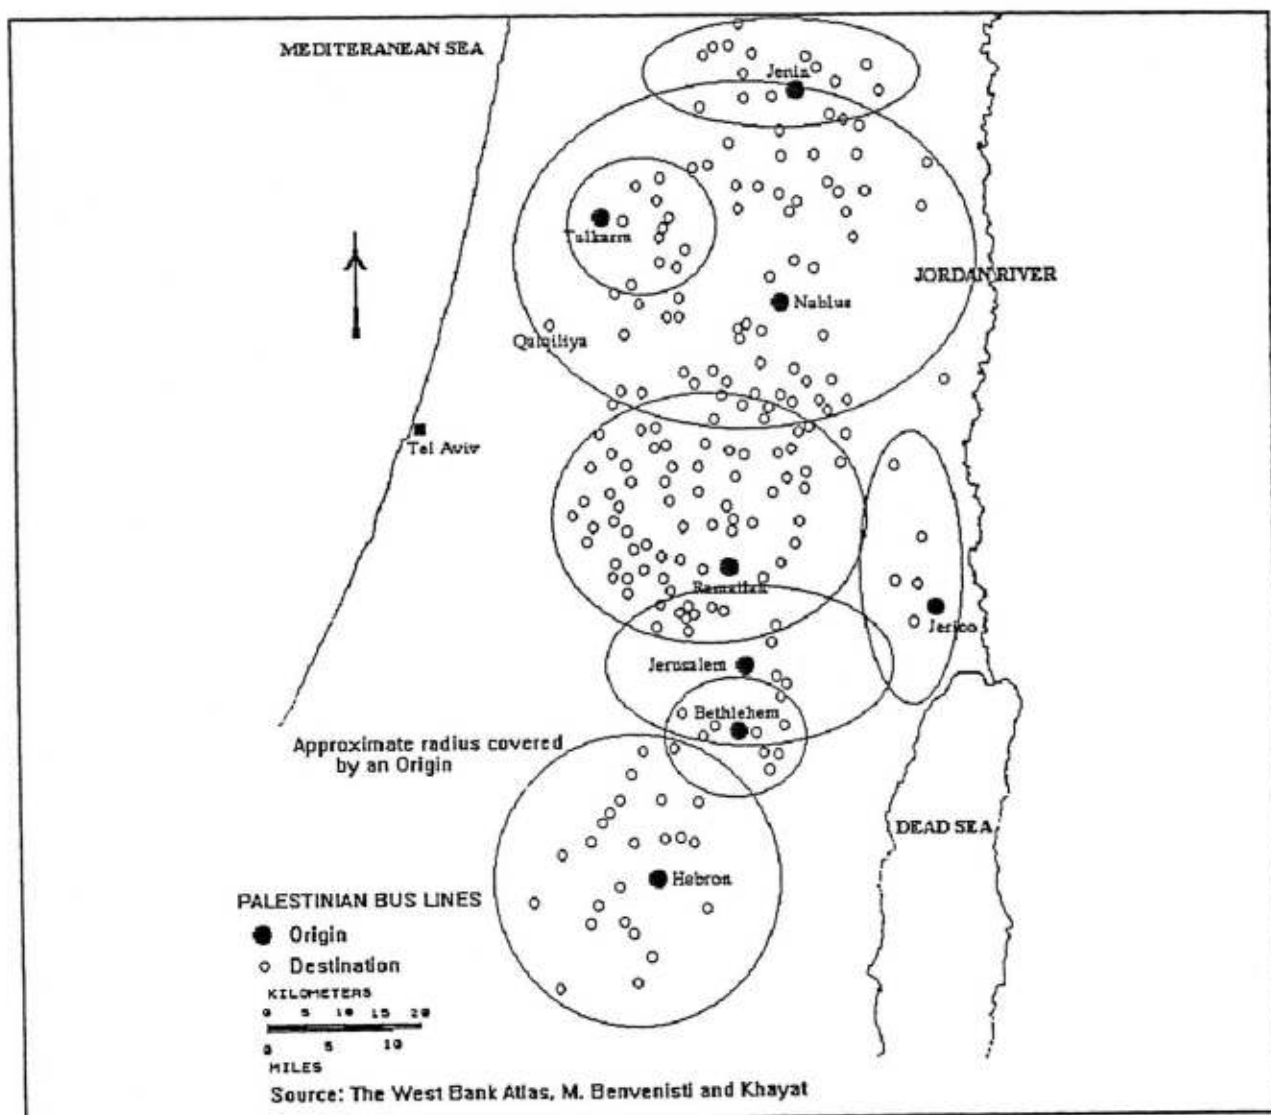 MEDITERANEAN SEA
Jenin
Tulkarm
JORDAN RIVER
Nablus
Qalqiliya
Tel Aviv
Ramallah
Jerico
Jerusalem
Bethlehem
Approximate radius covered
by an Origin
DEAD SEA
Hebron
PALESTINIAN BUS LINES
Origin
Destination
KILOMETERS
0 5 10 15 20
0 5 10
MILES
Source: The West Bank Atlas, M. Benvenisti and Khayat